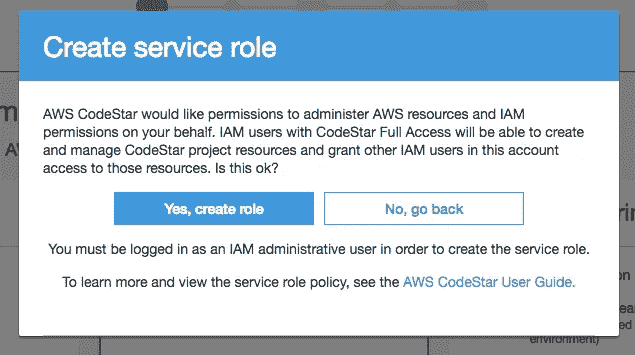 Create service role
AWS CodeStar would like permissions to administer AWS resources and IAM
permissions on your behalf. IAM users with CodeStar Full Access will be able to create
and manage CodeStar project resources and grant other IAM users in this account
access to those resources. Is this ok?
Yes, create role
No, go back
You must be logged in as an IAM administrative user in order to create the service role.
To learn more and view the service role policy, see the AWS CodeStar User Guide.
environment)